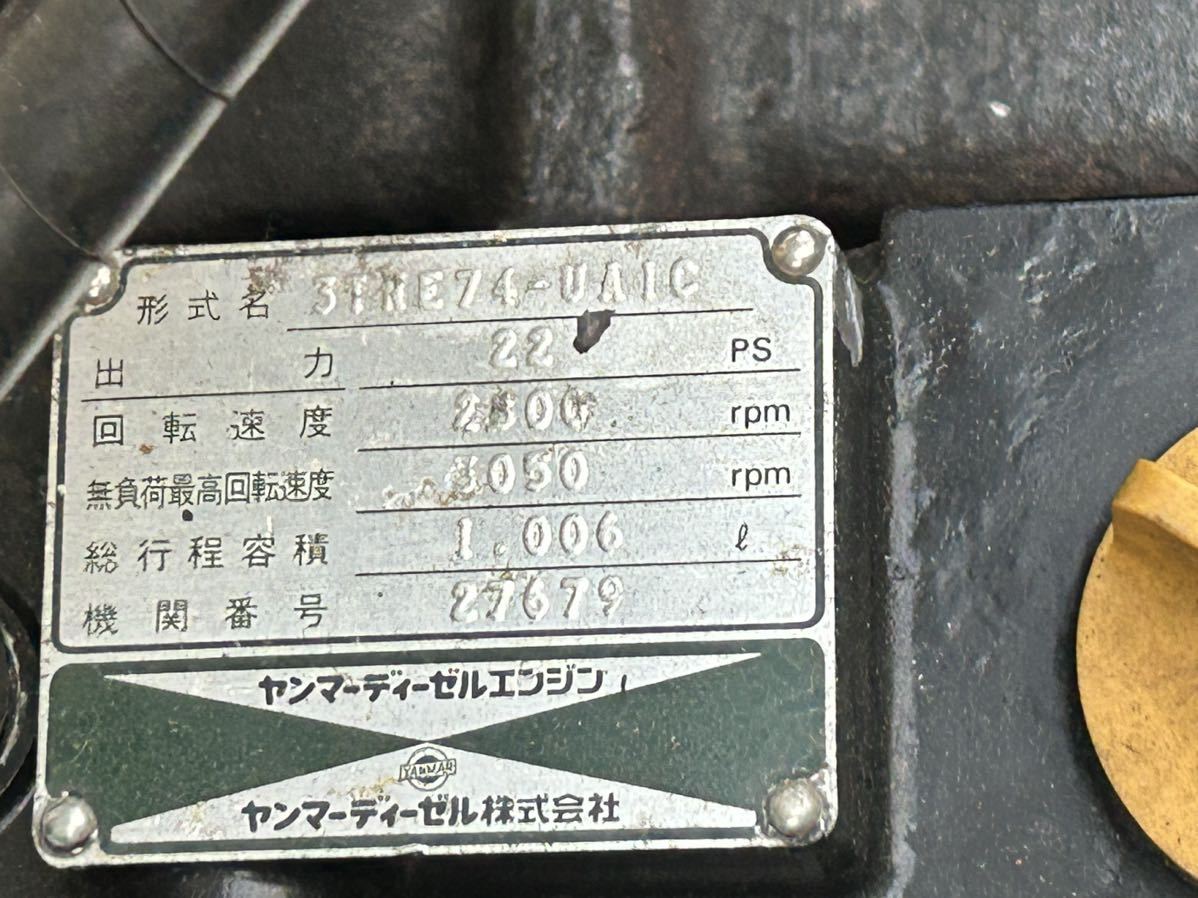 形式名 3TNE74-UA1C
出力 22 PS
回転速度 2800 rpm
無負荷最高回転速度 3050 rpm
総行程容積 1.006 ℓ
機関番号 27679
ヤンマーディーゼルエンジン
YANMAR
ヤンマーディーゼル株式会社